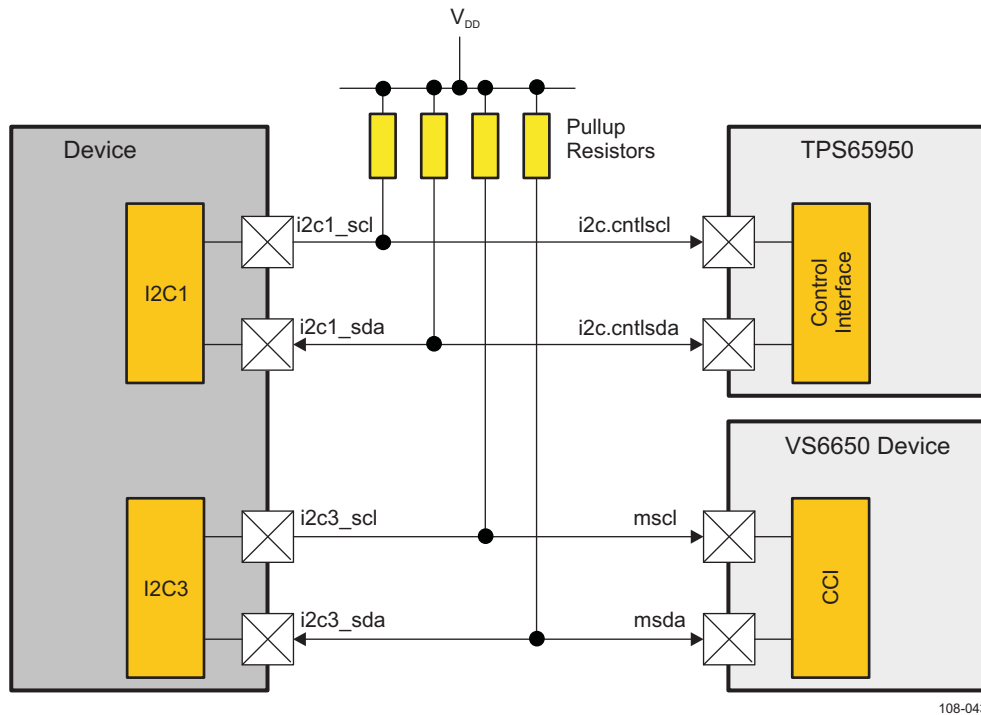 VDD
Pullup
Resistors
Device
TPS65950
i2c1_scl
i2c.cntlscl
I2C1
Control
Interface
i2c1_sda
i2c.cntlsda
VS6650 Device
i2c3_scl
mscl
I2C3
CCI
i2c3_sda
msda